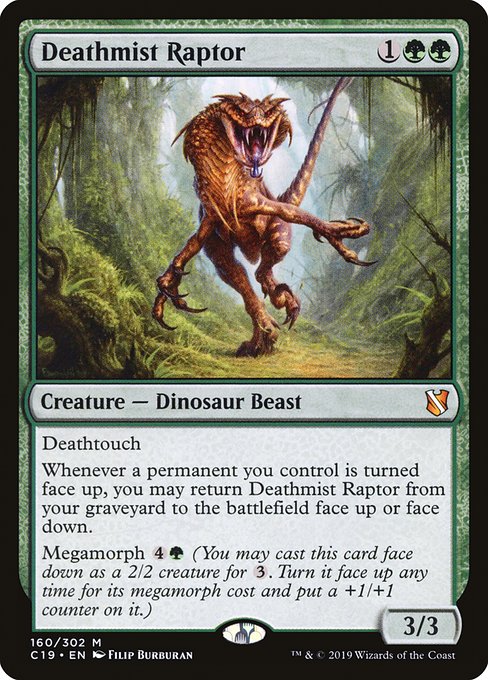 Deathmist Raptor 1
Creature — Dinosaur Beast
Deathtouch
Whenever a permanent you control is turned
face up, you may return Deathmist Raptor from
your graveyard to the battlefield face up or face
down.
Megamorph 4 (You may cast this card face
down as a 2/2 creature for 3. Turn it face up any
time for its megamorph cost and put a +1/+1
counter on it.)
3/3
160/302 M
C19 • EN Filip Burburan
™ & © 2019 Wizards of the Coast